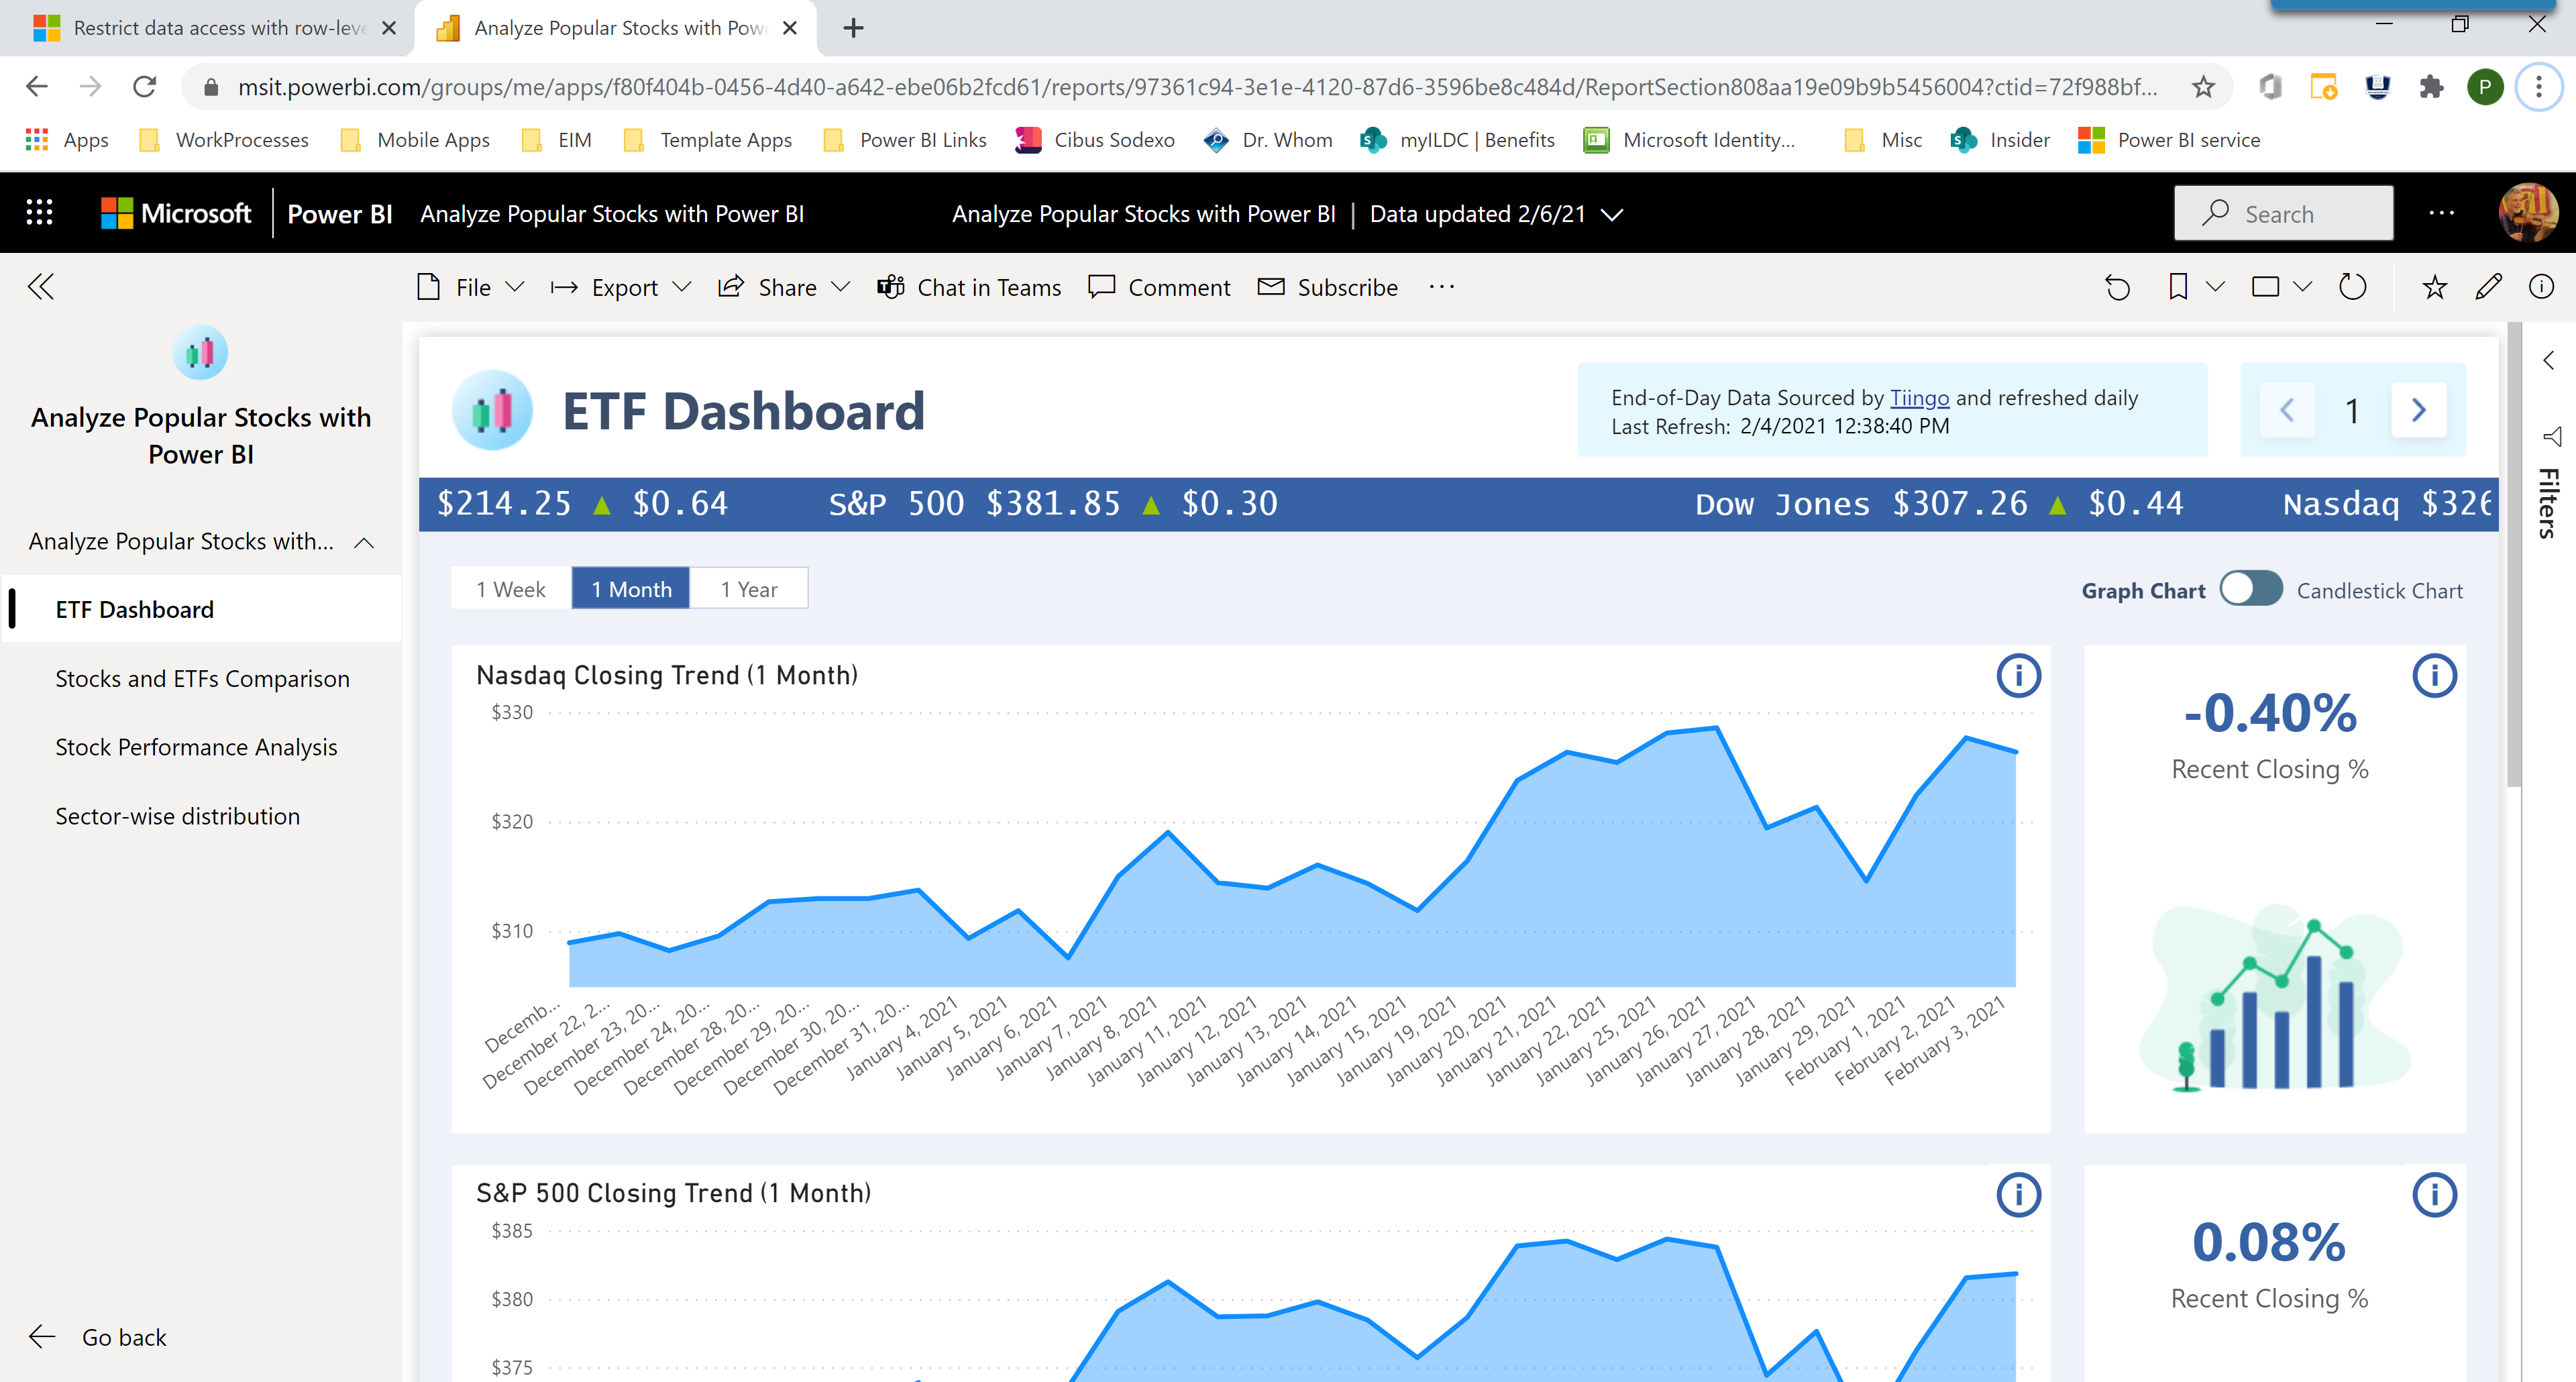 Restrict data access with row-leve
Analyze Popular Stocks with Pow
msit.powerbi.com/groups/me/apps/f80f404b-0456-4d40-a642-ebe06b2fcd61/reports/97361c94-3e1e-4120-87d6-3596be8c484d/ReportSection808aa19e09b9b5456004?ctid=72f988bf...
P
Apps WorkProcesses Mobile Apps EIM Template Apps Power BI Links Cibus Sodexo Dr. Whom myILDC | Benefits Microsoft Identity... Misc Insider Power BI service
Microsoft Power BI Analyze Popular Stocks with Power BI Analyze Popular Stocks with Power BI | Data updated 2/6/21 Search
File Export Share Chat in Teams Comment Subscribe
Analyze Popular Stocks with
Power BI
Analyze Popular Stocks with...
ETF Dashboard
Stocks and ETFs Comparison
Stock Performance Analysis
Sector-wise distribution
Go back
ETF Dashboard
End-of-Day Data Sourced by Tiingo and refreshed daily
Last Refresh: 2/4/2021 12:38:40 PM
1
Filters
$214.25 ▲ $0.64 S&P 500 $381.85 ▲ $0.30 Dow Jones $307.26 ▲ $0.44 Nasdaq $326
1 Week 1 Month 1 Year
Graph Chart Candlestick Chart
Nasdaq Closing Trend (1 Month)
$330
$320
$310
Decemb...
December 22, 2...
December 23, 20...
December 24, 20...
December 28, 20...
December 29, 20...
December 30, 20...
December 31, 20...
January 4, 2021
January 5, 2021
January 6, 2021
January 7, 2021
January 8, 2021
January 11, 2021
January 12, 2021
January 13, 2021
January 14, 2021
January 15, 2021
January 19, 2021
January 20, 2021
January 21, 2021
January 22, 2021
January 25, 2021
January 26, 2021
January 27, 2021
January 28, 2021
January 29, 2021
February 1, 2021
February 2, 2021
February 3, 2021
-0.40%
Recent Closing %
S&P 500 Closing Trend (1 Month)
$385
$380
$375
0.08%
Recent Closing %